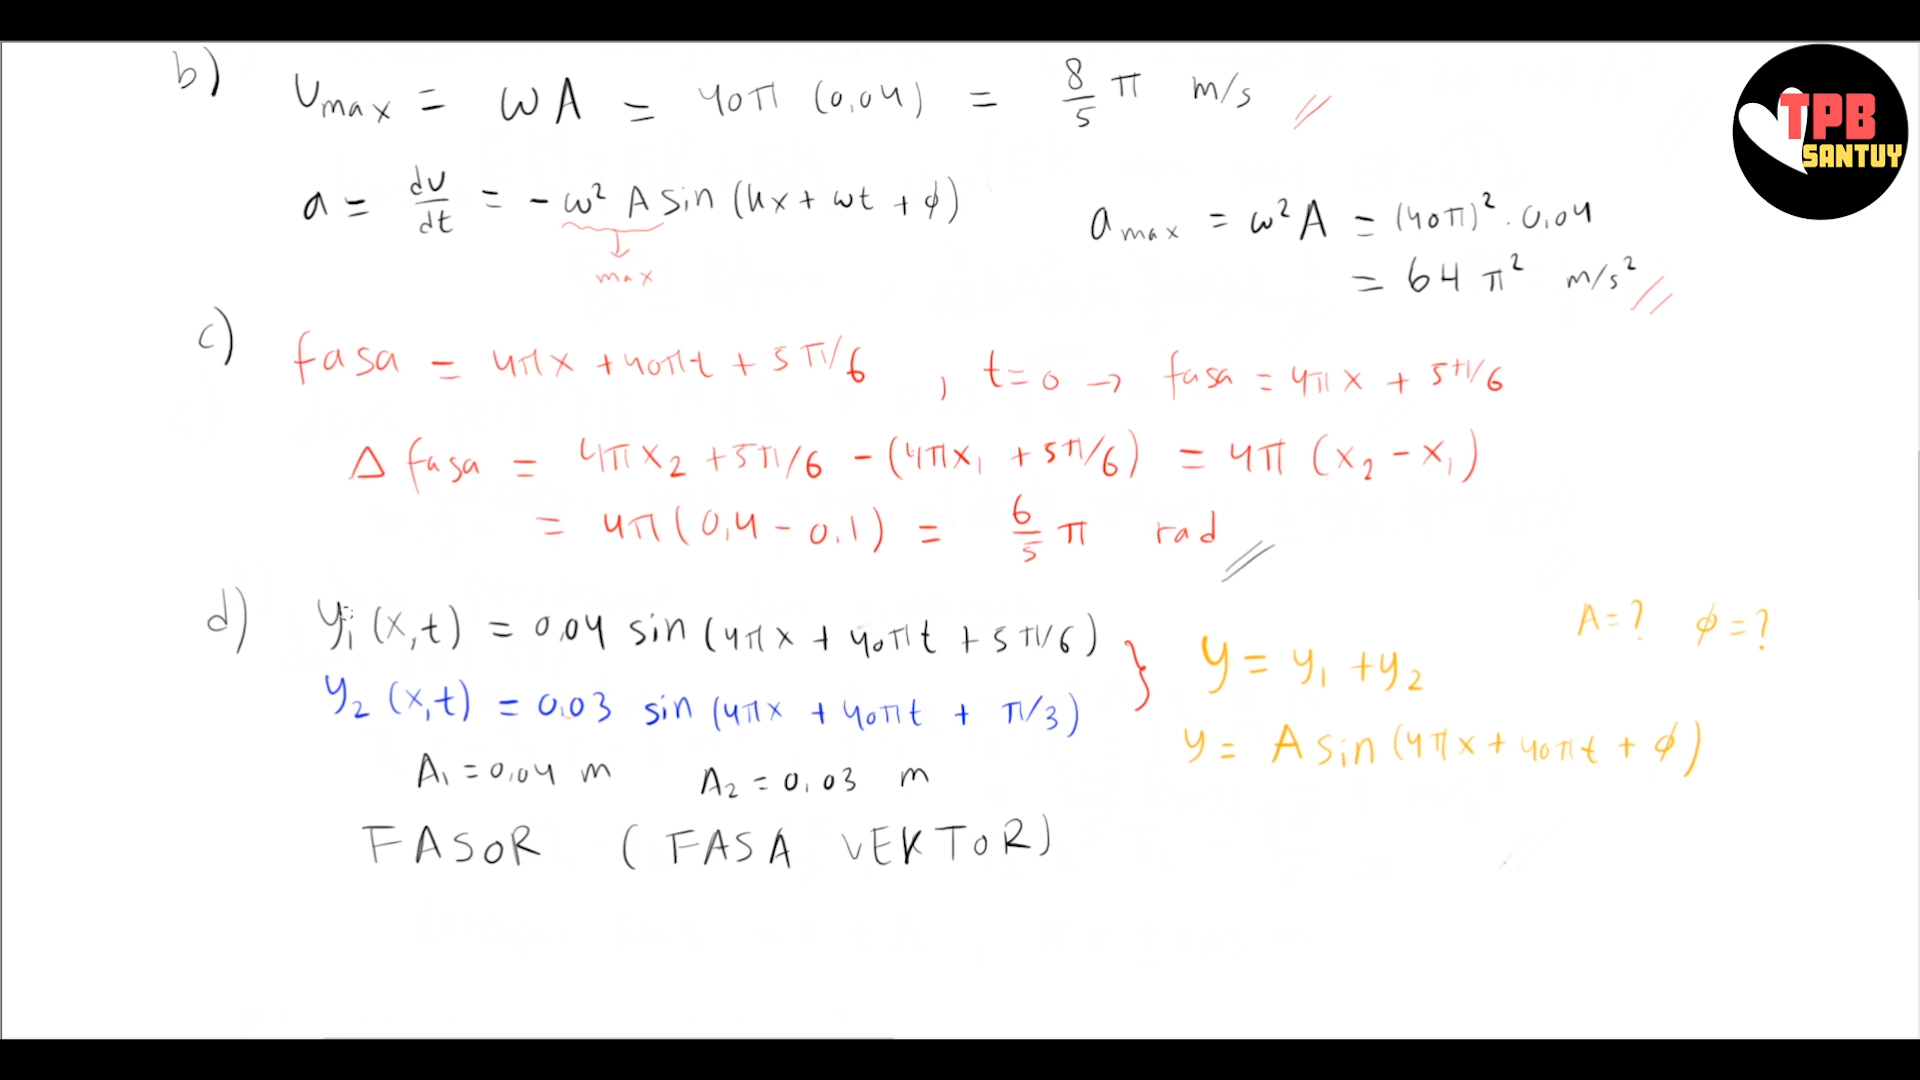 b) Vmax = ωA = 40π (0,04) = 8/5 π m/s //
a = dv/dt = -ω² A sin (kx + ωt + φ)
max
a max = ω²A = (40π)² . 0,04
= 64 π² m/s² //
c) fasa = 4πx + 40πt + 5π/6 , t=0 → fasa = 4πx + 5π/6
Δ fasa = 4πx₂ + 5π/6 - (4πx₁ + 5π/6) = 4π (x₂ - x₁)
= 4π(0,4 - 0.1) = 6/5 π rad //
d) y₁ (x,t) = 0,04 sin (4πx + 40πt + 5π/6)
y₂ (x,t) = 0.03 sin (4πx + 40πt + π/3)
} y = y₁ + y₂
A = ? φ = ?
y = A sin (4πx + 40πt + φ)
A₁ = 0,04 m A₂ = 0,03 m
FASOR (FASA VEKTOR)
TPB
SANTUY